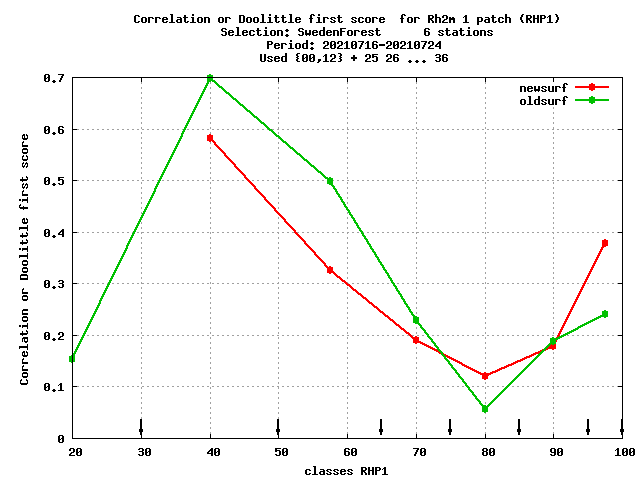 Correlation or Doolittle first score  for Rh2m 1 patch (RHP1)
Selection: SwedenForest      6 stations
Period: 20210716-20210724
Used {00,12} + 25 26 ... 36
newsurf
oldsurf
Correlation or Doolittle first score
0.7
0.6
0.5
0.4
0.3
0.2
0.1
0
20 30 40 50 60 70 80 90 100
classes RHP1